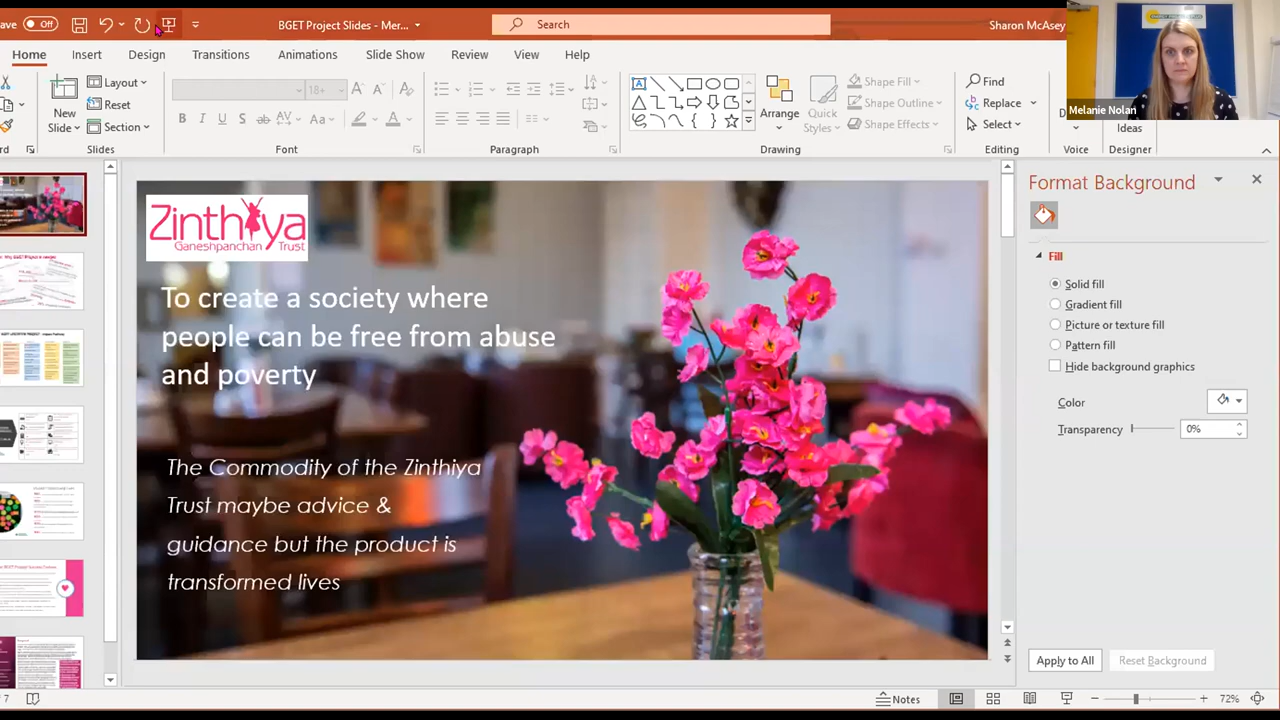 ave Off BGET Project Slides - Mer... Search Sharon McAsey
Home Insert Design Transitions Animations Slide Show Review View Help
Melanie Nolan
New Slide Layout Reset Section
18+
Arrange Quick Styles Shape Fill Shape Outline Shape Effects
Find Replace Select
D Ideas
rd Slides Font Paragraph Drawing Editing Voice Designer
Zinthiya
Ganeshpanchan Trust
To create a society where
people can be free from abuse
and poverty
The Commodity of the Zinthiya
Trust maybe advice &
guidance but the product is
transformed lives
Format Background
Fill
Solid fill
Gradient fill
Picture or texture fill
Pattern fill
Hide background graphics
Color
Transparency 0%
Apply to All Reset Background
7 Notes 72%